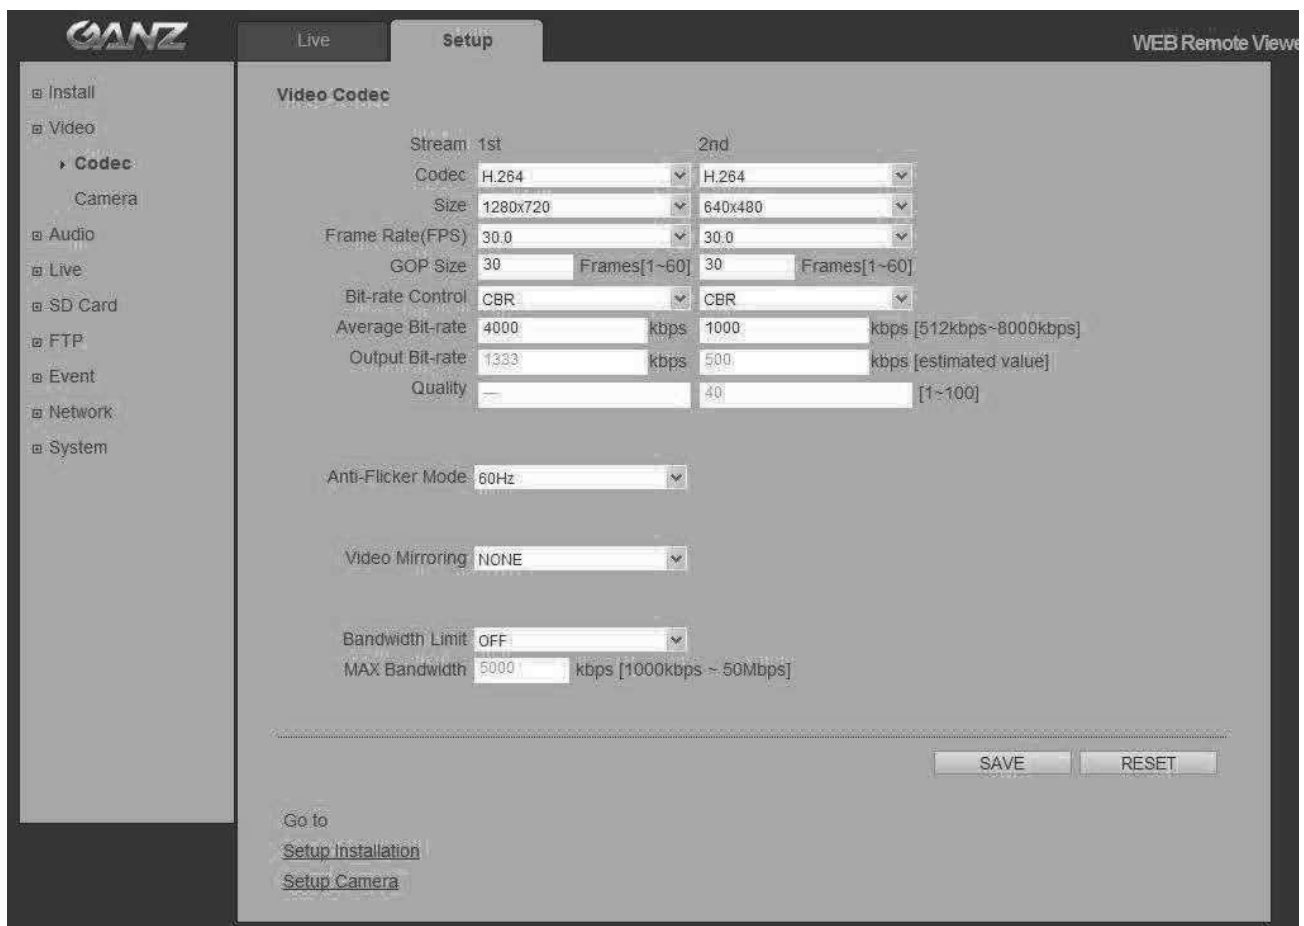 GANZ
Live
Setup
WEB Remote Viewe
Install
Video
Codec
Camera
Audio
Live
SD Card
FTP
Event
Network
System
Video Codec
Stream 1st 2nd
Codec H.264 H.264
Size 1280x720 640x480
Frame Rate(FPS) 30.0 30.0
GOP Size 30 Frames[1~60] 30 Frames[1~60]
Bit-rate Control CBR CBR
Average Bit-rate 4000 kbps 1000 kbps [512kbps~8000kbps]
Output Bit-rate 1333 kbps 500 kbps [estimated value]
Quality — 40 [1~100]
Anti-Flicker Mode 60Hz
Video Mirroring NONE
Bandwidth Limit OFF
MAX Bandwidth 5000 kbps [1000kbps ~ 50Mbps]
SAVE RESET
Go to
Setup Installation
Setup Camera